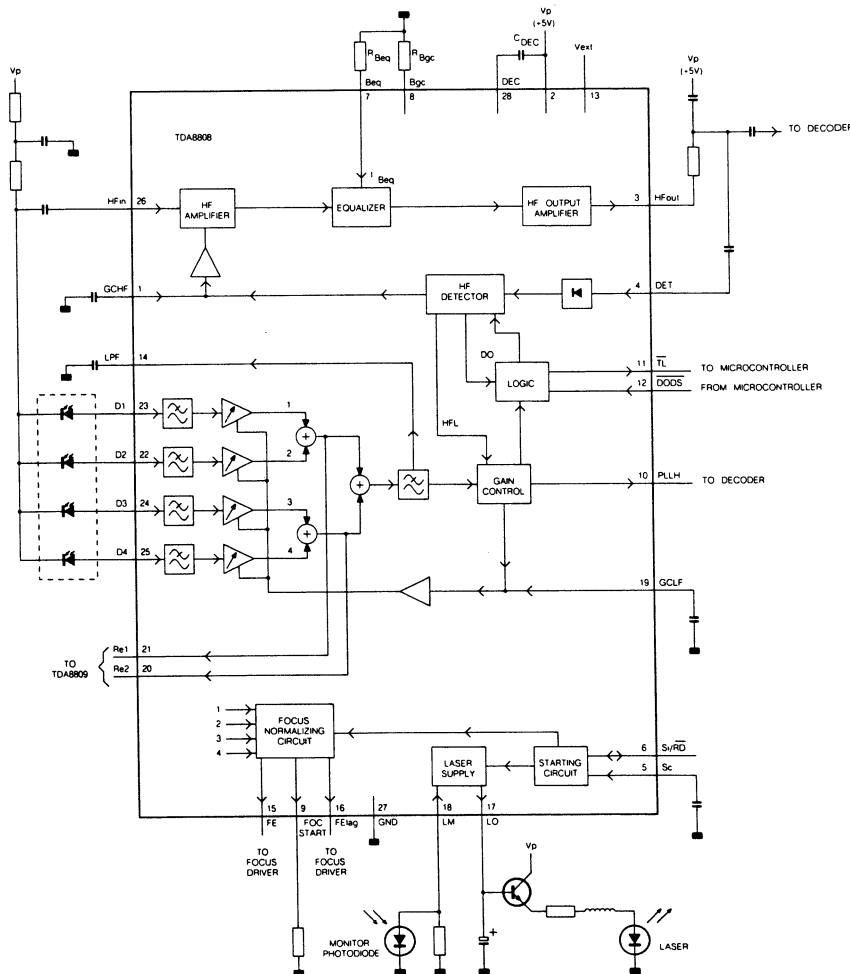 Vp
(+5V)
C DEC
Vext
Vp
(+5V)
R Beq
R Bgc
Vp
Beq
Bgc
DEC
7
8
28
2
13
TO DECODER
TDA8808
I Beq
HFin
26
HF
AMPLIFIER
EQUALIZER
HF OUTPUT
AMPLIFIER
3
HFout
GCHF
1
HF
DETECTOR
4
DET
LPF
14
DO
LOGIC
11
TL
TO MICROCONTROLLER
12
DODS
FROM MICROCONTROLLER
HFL
D1
23
1
D2
22
2
GAIN
CONTROL
10
PLLH
TO DECODER
D3
24
3
D4
25
4
19
GCLF
Re1
21
TO
TDA8809
Re2
20
1
2
3
4
FOCUS
NORMALIZING
CIRCUIT
LASER
SUPPLY
STARTING
CIRCUIT
6
Si/RD
5
Sc
15
9
16
27
18
17
FE
FOC
START
FElag
GND
LM
LO
TO
FOCUS
DRIVER
TO
FOCUS
DRIVER
Vp
+
MONITOR
PHOTODIODE
LASER